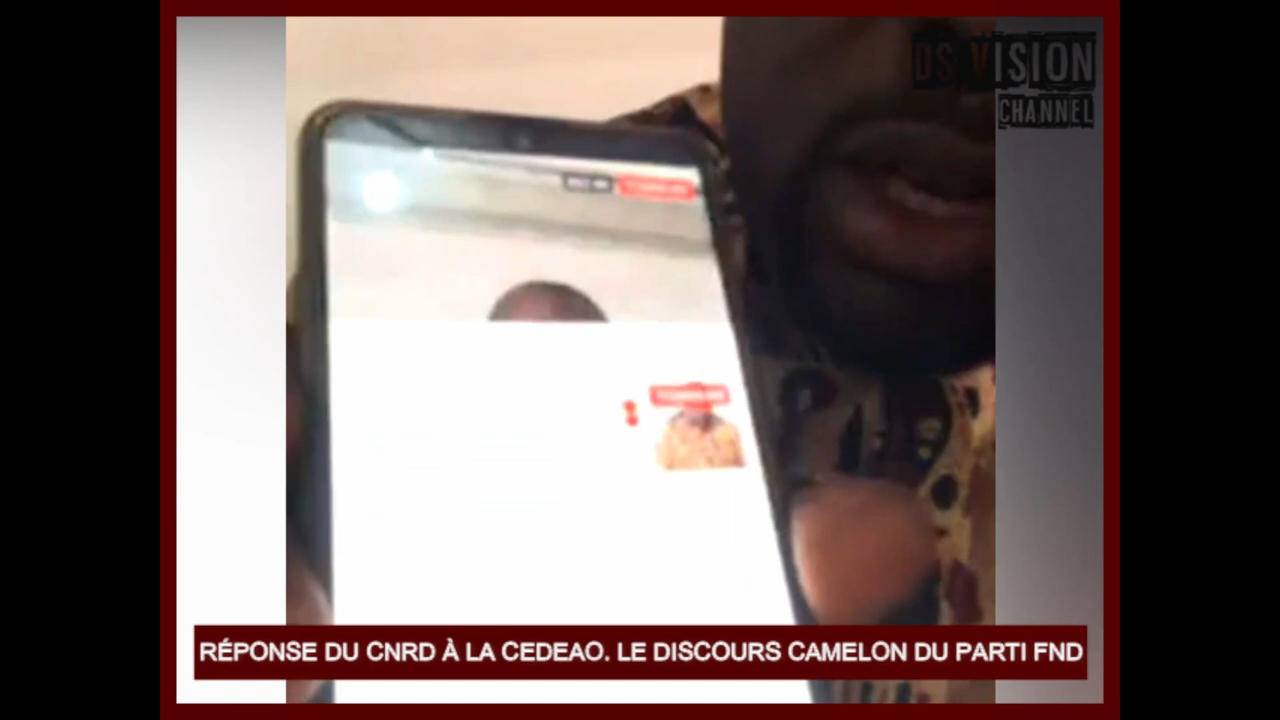 DS VISION
CHANNEL
RÉPONSE DU CNRD À LA CEDEAO. LE DISCOURS CAMELON DU PARTI FND